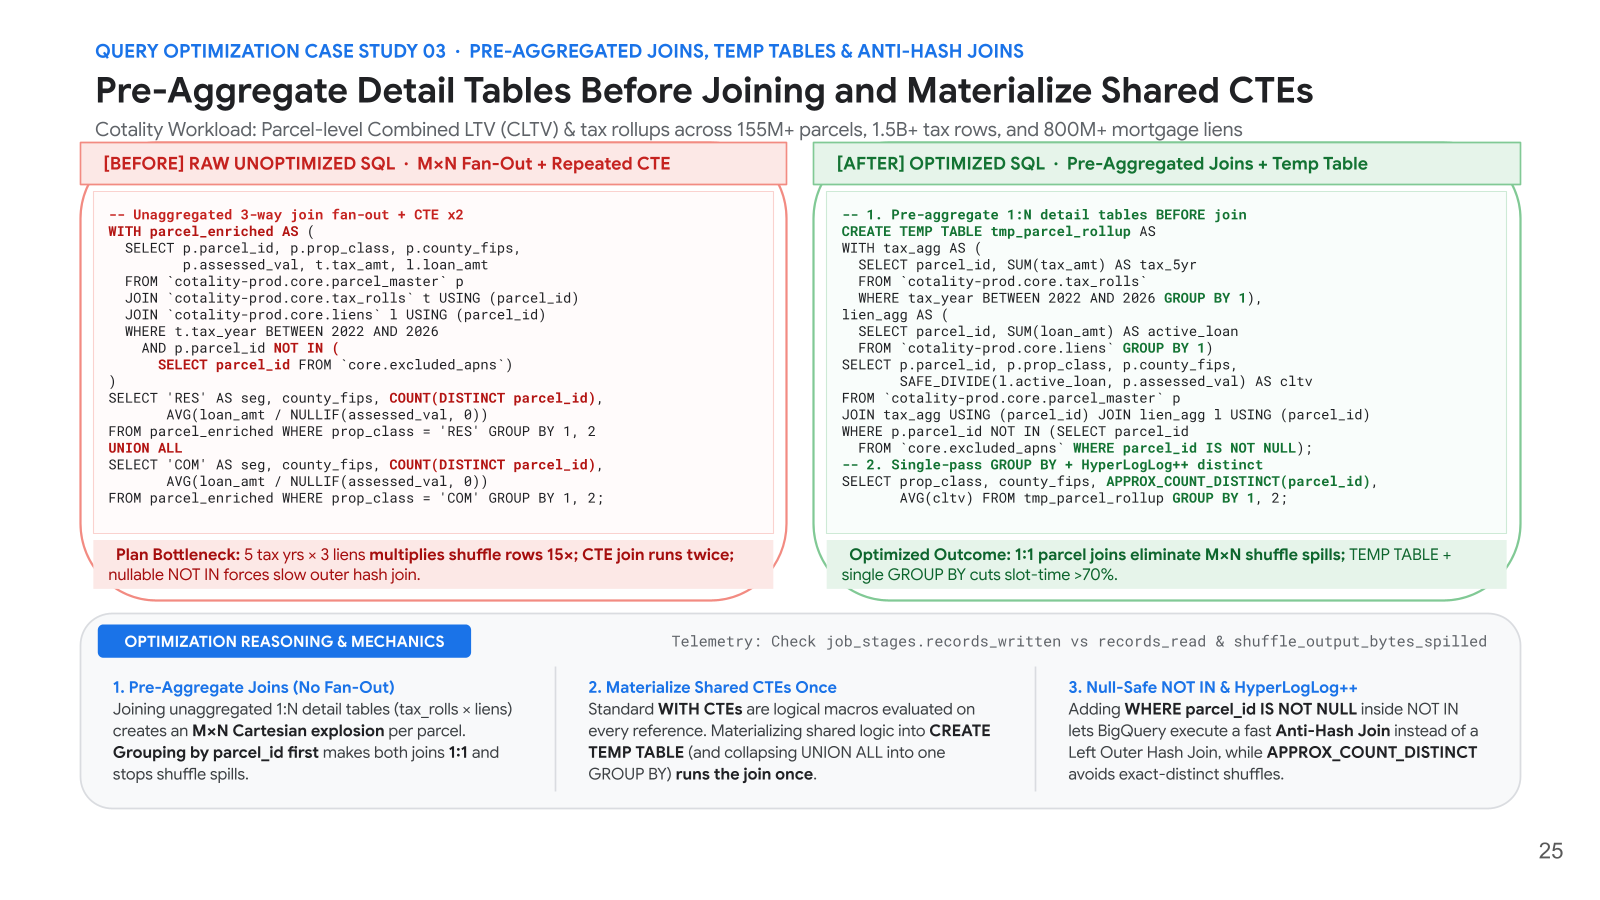 QUERY OPTIMIZATION CASE STUDY 03 · PRE-AGGREGATED JOINS, TEMP TABLES & ANTI-HASH JOINS
Pre-Aggregate Detail Tables Before Joining and Materialize Shared CTEs
Cotality Workload: Parcel-level Combined LTV (CLTV) & tax rollups across 155M+ parcels, 1.5B+ tax rows, and 800M+ mortgage liens
[BEFORE] RAW UNOPTIMIZED SQL · M×N Fan-Out + Repeated CTE
-- Unaggregated 3-way join fan-out + CTE x2
WITH parcel_enriched AS (
  SELECT p.parcel_id, p.prop_class, p.county_fips,
         p.assessed_val, t.tax_amt, l.loan_amt
  FROM `cotality-prod.core.parcel_master` p
  JOIN `cotality-prod.core.tax_rolls` t USING (parcel_id)
  JOIN `cotality-prod.core.liens` l USING (parcel_id)
  WHERE t.tax_year BETWEEN 2022 AND 2026
    AND p.parcel_id NOT IN (
      SELECT parcel_id FROM `core.excluded_apns`)
)
SELECT 'RES' AS seg, county_fips, COUNT(DISTINCT parcel_id),
       AVG(loan_amt / NULLIF(assessed_val, 0))
FROM parcel_enriched WHERE prop_class = 'RES' GROUP BY 1, 2
UNION ALL
SELECT 'COM' AS seg, county_fips, COUNT(DISTINCT parcel_id),
       AVG(loan_amt / NULLIF(assessed_val, 0))
FROM parcel_enriched WHERE prop_class = 'COM' GROUP BY 1, 2;
Plan Bottleneck: 5 tax yrs × 3 liens multiplies shuffle rows 15×; CTE join runs twice;
nullable NOT IN forces slow outer hash join.
[AFTER] OPTIMIZED SQL · Pre-Aggregated Joins + Temp Table
-- 1. Pre-aggregate 1:N detail tables BEFORE join
CREATE TEMP TABLE tmp_parcel_rollup AS
WITH tax_agg AS (
  SELECT parcel_id, SUM(tax_amt) AS tax_5yr
  FROM `cotality-prod.core.tax_rolls`
  WHERE tax_year BETWEEN 2022 AND 2026 GROUP BY 1),
lien_agg AS (
  SELECT parcel_id, SUM(loan_amt) AS active_loan
  FROM `cotality-prod.core.liens` GROUP BY 1)
SELECT p.parcel_id, p.prop_class, p.county_fips,
       SAFE_DIVIDE(l.active_loan, p.assessed_val) AS cltv
FROM `cotality-prod.core.parcel_master` p
JOIN tax_agg USING (parcel_id) JOIN lien_agg l USING (parcel_id)
WHERE p.parcel_id NOT IN (SELECT parcel_id
  FROM `core.excluded_apns` WHERE parcel_id IS NOT NULL);
-- 2. Single-pass GROUP BY + HyperLogLog++ distinct
SELECT prop_class, county_fips, APPROX_COUNT_DISTINCT(parcel_id),
       AVG(cltv) FROM tmp_parcel_rollup GROUP BY 1, 2;
Optimized Outcome: 1:1 parcel joins eliminate M×N shuffle spills; TEMP TABLE +
single GROUP BY cuts slot-time >70%.
OPTIMIZATION REASONING & MECHANICS
Telemetry: Check job_stages.records_written vs records_read & shuffle_output_bytes_spilled
1. Pre-Aggregate Joins (No Fan-Out)
Joining unaggregated 1:N detail tables (tax_rolls × liens)
creates an M×N Cartesian explosion per parcel.
Grouping by parcel_id first makes both joins 1:1 and
stops shuffle spills.
2. Materialize Shared CTEs Once
Standard WITH CTEs are logical macros evaluated on
every reference. Materializing shared logic into CREATE
TEMP TABLE (and collapsing UNION ALL into one
GROUP BY) runs the join once.
3. Null-Safe NOT IN & HyperLogLog++
Adding WHERE parcel_id IS NOT NULL inside NOT IN
lets BigQuery execute a fast Anti-Hash Join instead of a
Left Outer Hash Join, while APPROX_COUNT_DISTINCT
avoids exact-distinct shuffles.
25